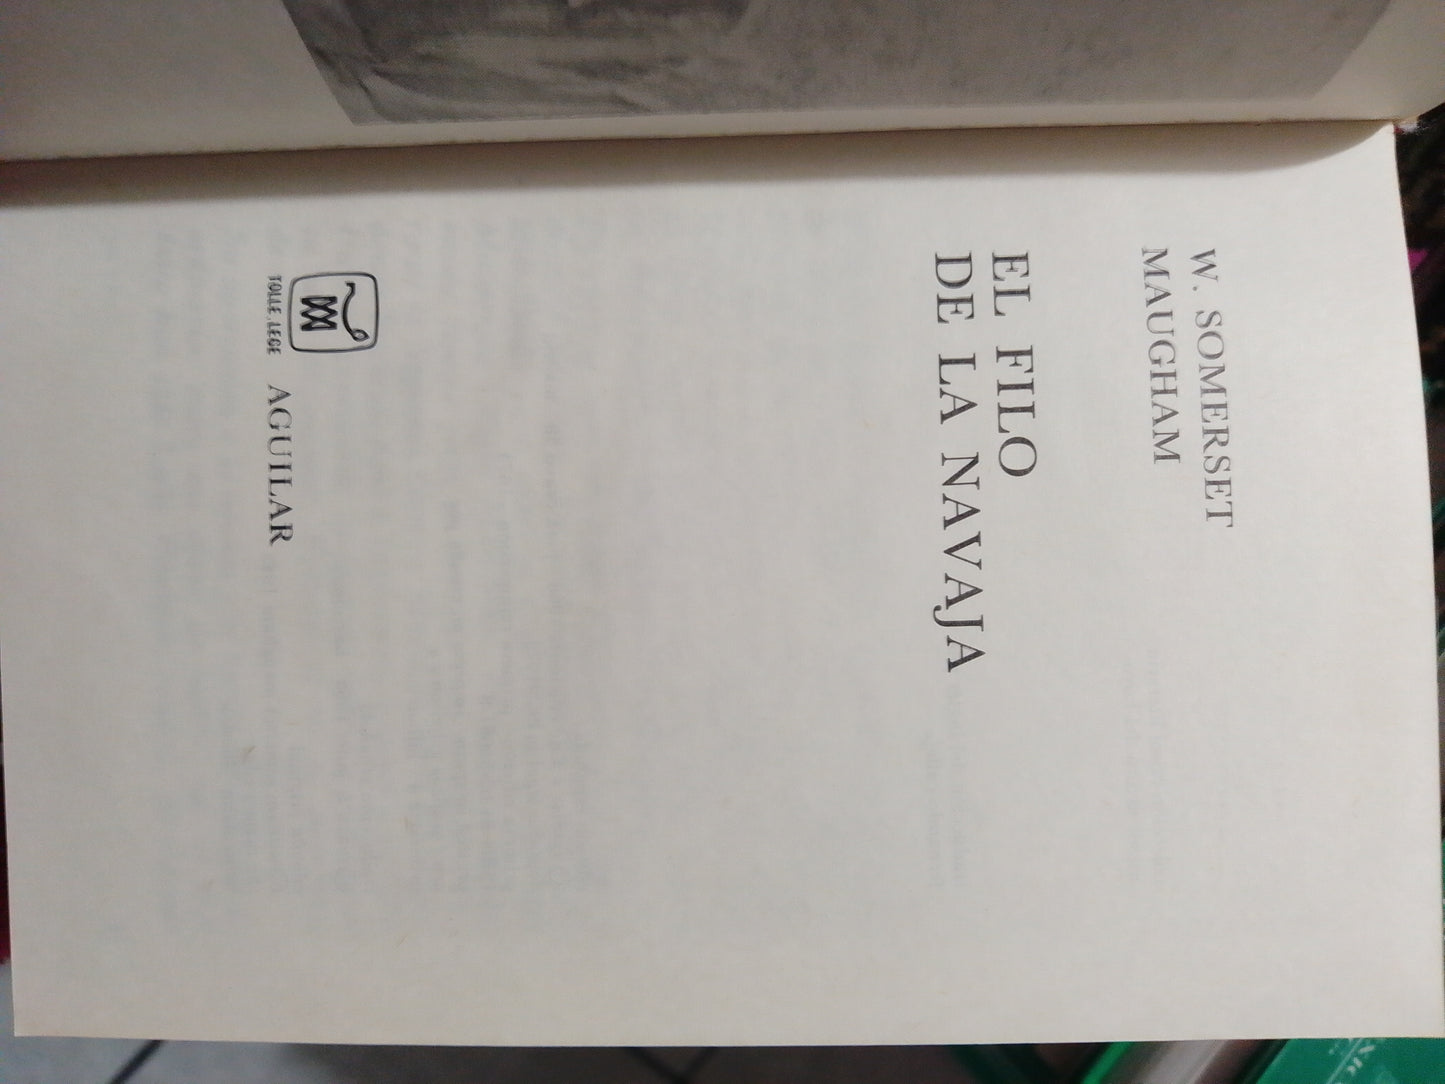 W. SOMERSET
MAUGHAM
EL FILO
DE LA NAVAJA
TOLLE, LEGE
AGUILAR